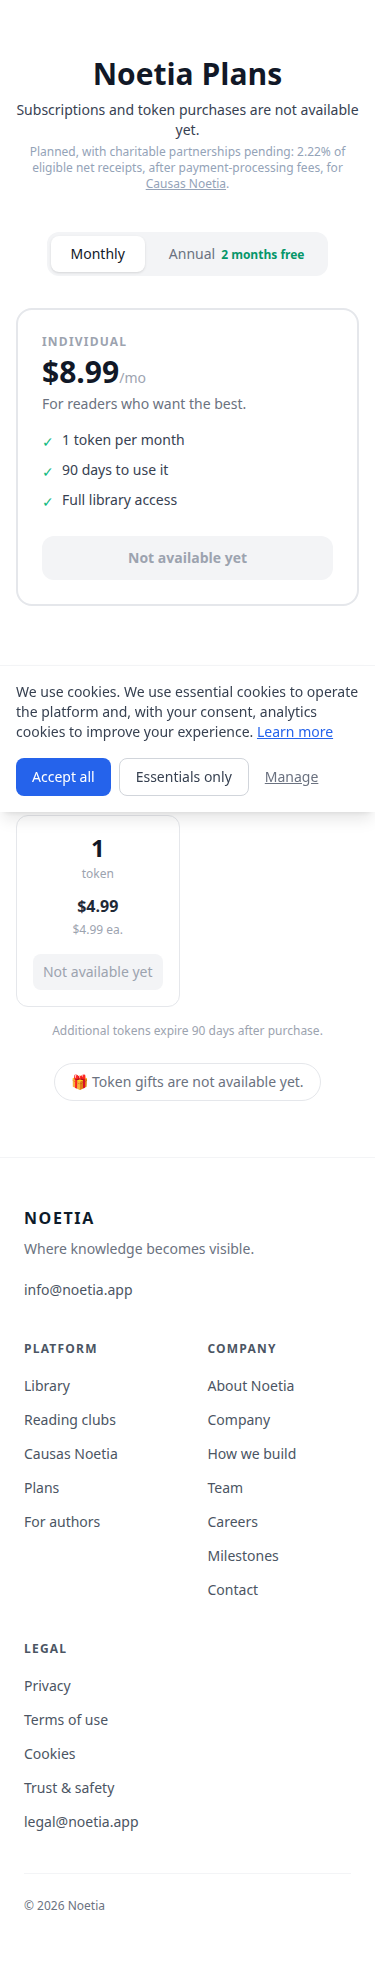 Noetia Plans
Subscriptions and token purchases are not available
yet.
Planned, with charitable partnerships pending: 2.22% of
eligible net receipts, after payment-processing fees, for
Causas Noetia.
Monthly
Annual 2 months free
INDIVIDUAL
$8.99/mo
For readers who want the best.
✓ 1 token per month
✓ 90 days to use it
✓ Full library access
Not available yet
We use cookies. We use essential cookies to operate
the platform and, with your consent, analytics
cookies to improve your experience. Learn more
Accept all
Essentials only
Manage
1
token
$4.99
$4.99 ea.
Not available yet
Additional tokens expire 90 days after purchase.
🎁 Token gifts are not available yet.
NOETIA
Where knowledge becomes visible.
info@noetia.app
PLATFORM
Library
Reading clubs
Causas Noetia
Plans
For authors
COMPANY
About Noetia
Company
How we build
Team
Careers
Milestones
Contact
LEGAL
Privacy
Terms of use
Cookies
Trust & safety
legal@noetia.app
© 2026 Noetia